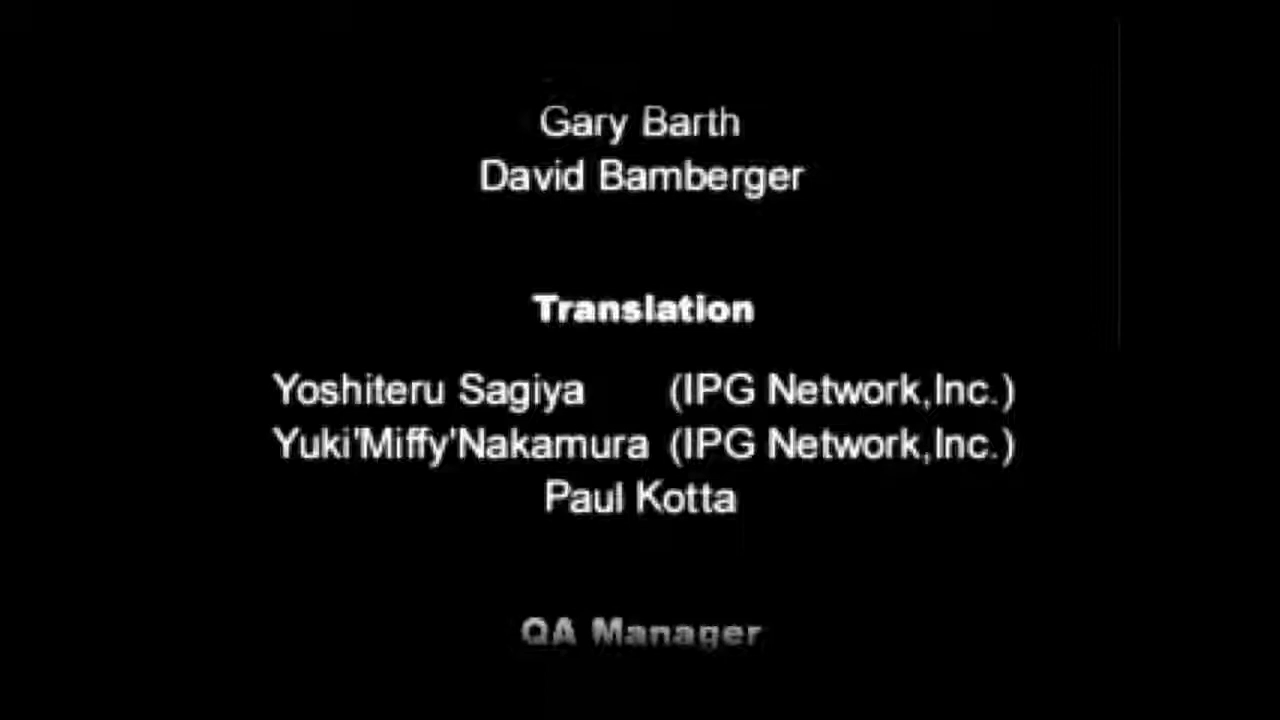 Gary Barth
David Bamberger
Translation
Yoshiteru Sagiya (IPG Network,Inc.)
Yuki'Miffy'Nakamura (IPG Network,Inc.)
Paul Kotta
QA Manager